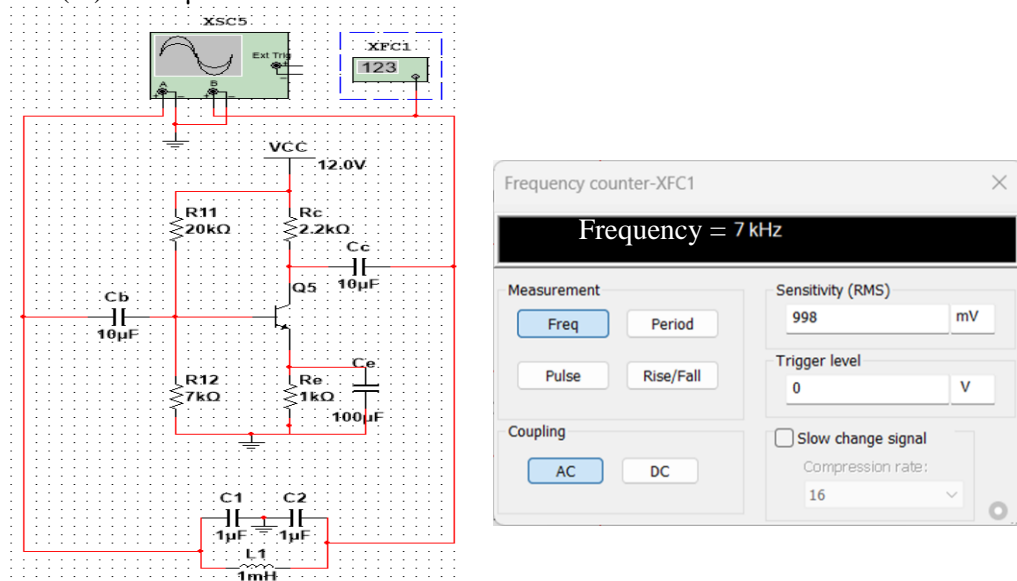 XSC5
Ext Trig
A
B
XFC1
123
VCC
12.0V
R11
20kΩ
Rc
2.2kΩ
Cc
10µF
Cb
10µF
Q5
R12
7kΩ
Re
1kΩ
Ce
100µF
C1
1µF
C2
1µF
L1
1mH
Frequency counter-XFC1
Frequency = 7 kHz
Measurement
Freq
Period
Pulse
Rise/Fall
Coupling
AC
DC
Sensitivity (RMS)
998
mV
Trigger level
0
V
Slow change signal
Compression rate:
16